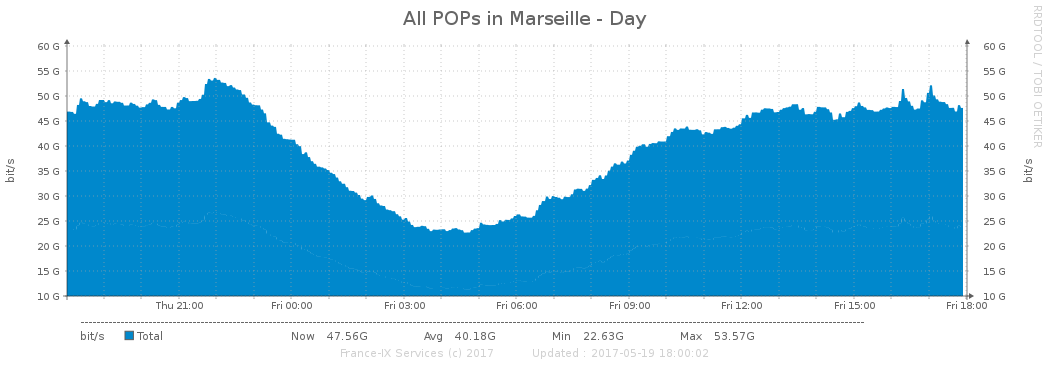 All POPs in Marseille - Day
RRDTOOL / TOBI OETIKER
60 G 60 G
55 G 55 G
50 G 50 G
45 G 45 G
40 G 40 G
35 G 35 G
30 G 30 G
25 G 25 G
20 G 20 G
15 G 15 G
10 G 10 G
bit/s
bit/s
Thu 21:00 Fri 00:00 Fri 03:00 Fri 06:00 Fri 09:00 Fri 12:00 Fri 15:00 Fri 18:00
bit/s Total Now 47.56G Avg 40.18G Min 22.63G Max 53.57G
France-IX Services (c) 2017 Updated : 2017-05-19 18:00:02